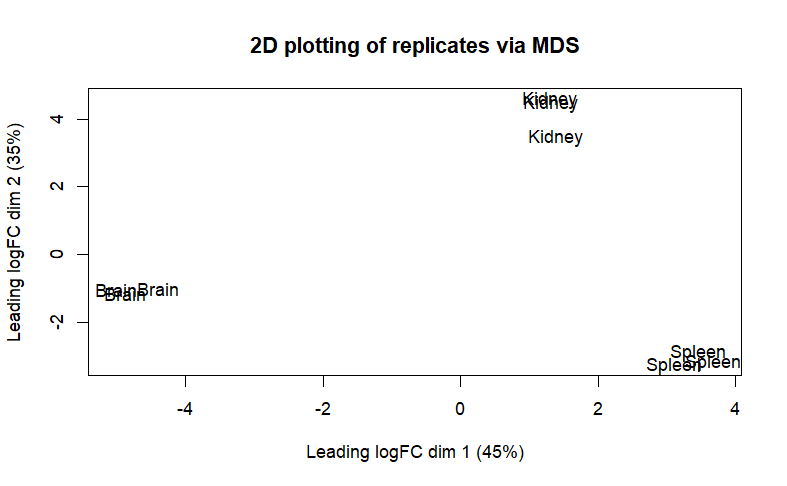 2D plotting of replicates via MDS
Leading logFC dim 2 (35%)
4
2
0
-2
Kidney
Kidney
Kidney
Brain
Brain
Brain
Spleen
Spleen
Spleen
-4
-2
0
2
4
Leading logFC dim 1 (45%)